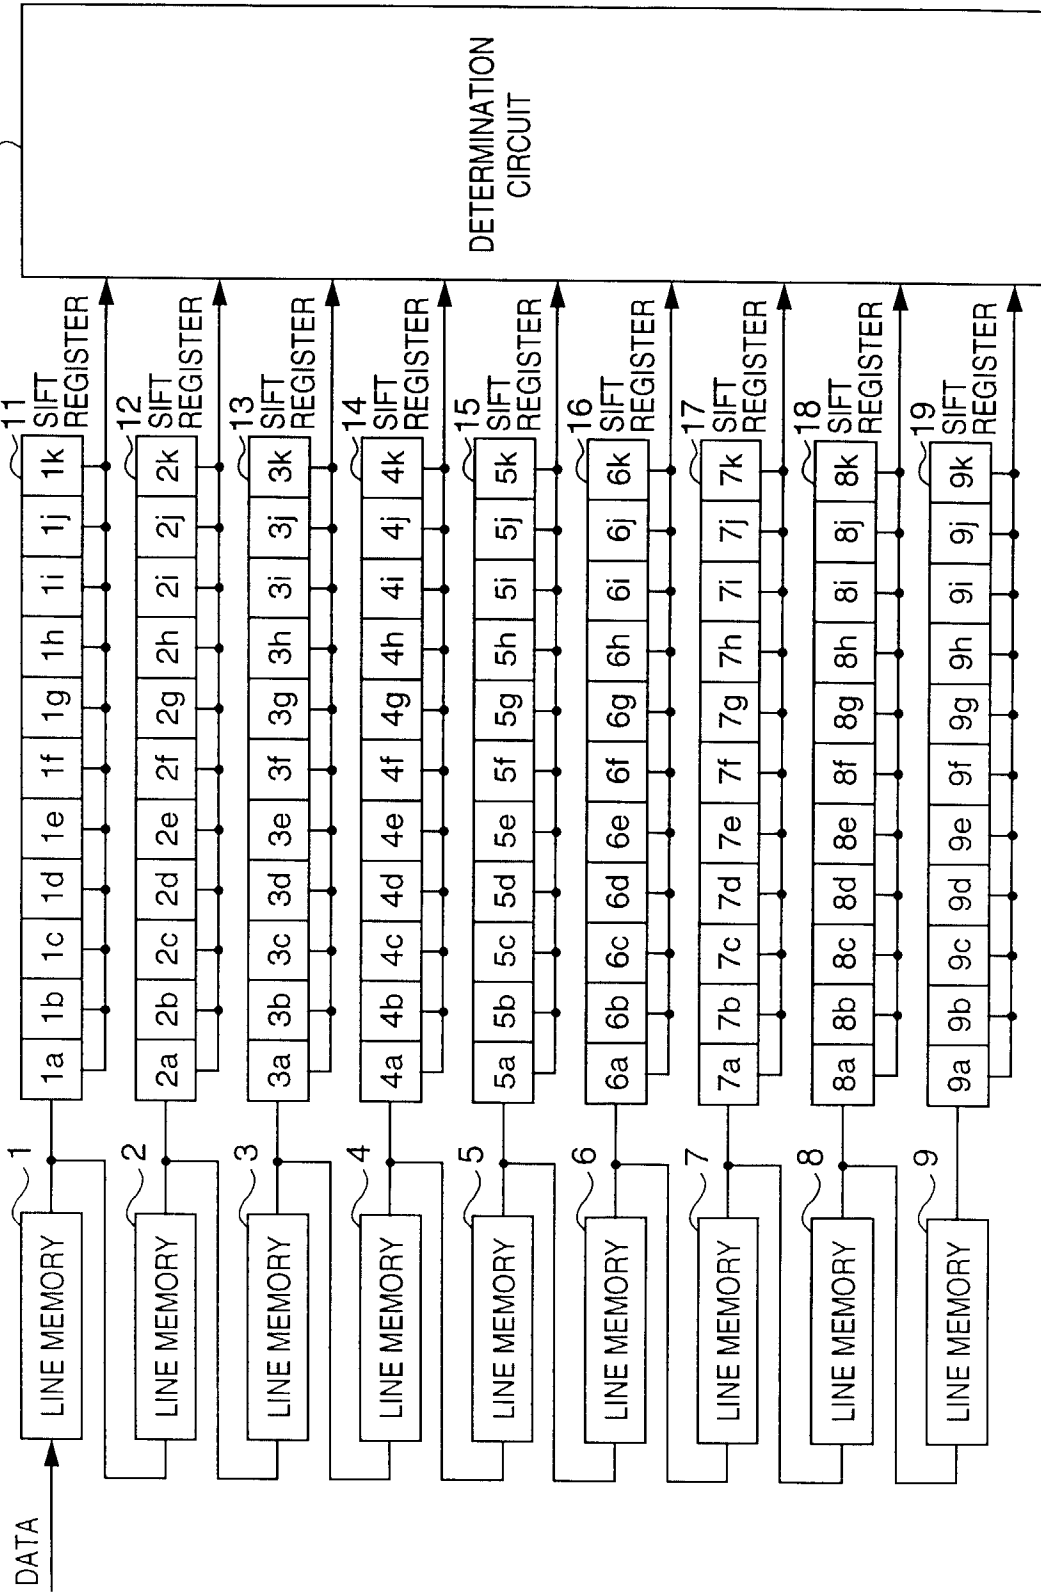 DATA
LINE MEMORY 1
1a 1b 1c 1d 1e 1f 1g 1h 1i 1j 1k
11
SIFT
REGISTER
LINE MEMORY 2
2a 2b 2c 2d 2e 2f 2g 2h 2i 2j 2k
12
SIFT
REGISTER
LINE MEMORY 3
3a 3b 3c 3d 3e 3f 3g 3h 3i 3j 3k
13
SIFT
REGISTER
LINE MEMORY 4
4a 4b 4c 4d 4e 4f 4g 4h 4i 4j 4k
14
SIFT
REGISTER
LINE MEMORY 5
5a 5b 5c 5d 5e 5f 5g 5h 5i 5j 5k
15
SIFT
REGISTER
LINE MEMORY 6
6a 6b 6c 6d 6e 6f 6g 6h 6i 6j 6k
16
SIFT
REGISTER
LINE MEMORY 7
7a 7b 7c 7d 7e 7f 7g 7h 7i 7j 7k
17
SIFT
REGISTER
LINE MEMORY 8
8a 8b 8c 8d 8e 8f 8g 8h 8i 8j 8k
18
SIFT
REGISTER
LINE MEMORY 9
9a 9b 9c 9d 9e 9f 9g 9h 9i 9j 9k
19
SIFT
REGISTER
DETERMINATION
CIRCUIT